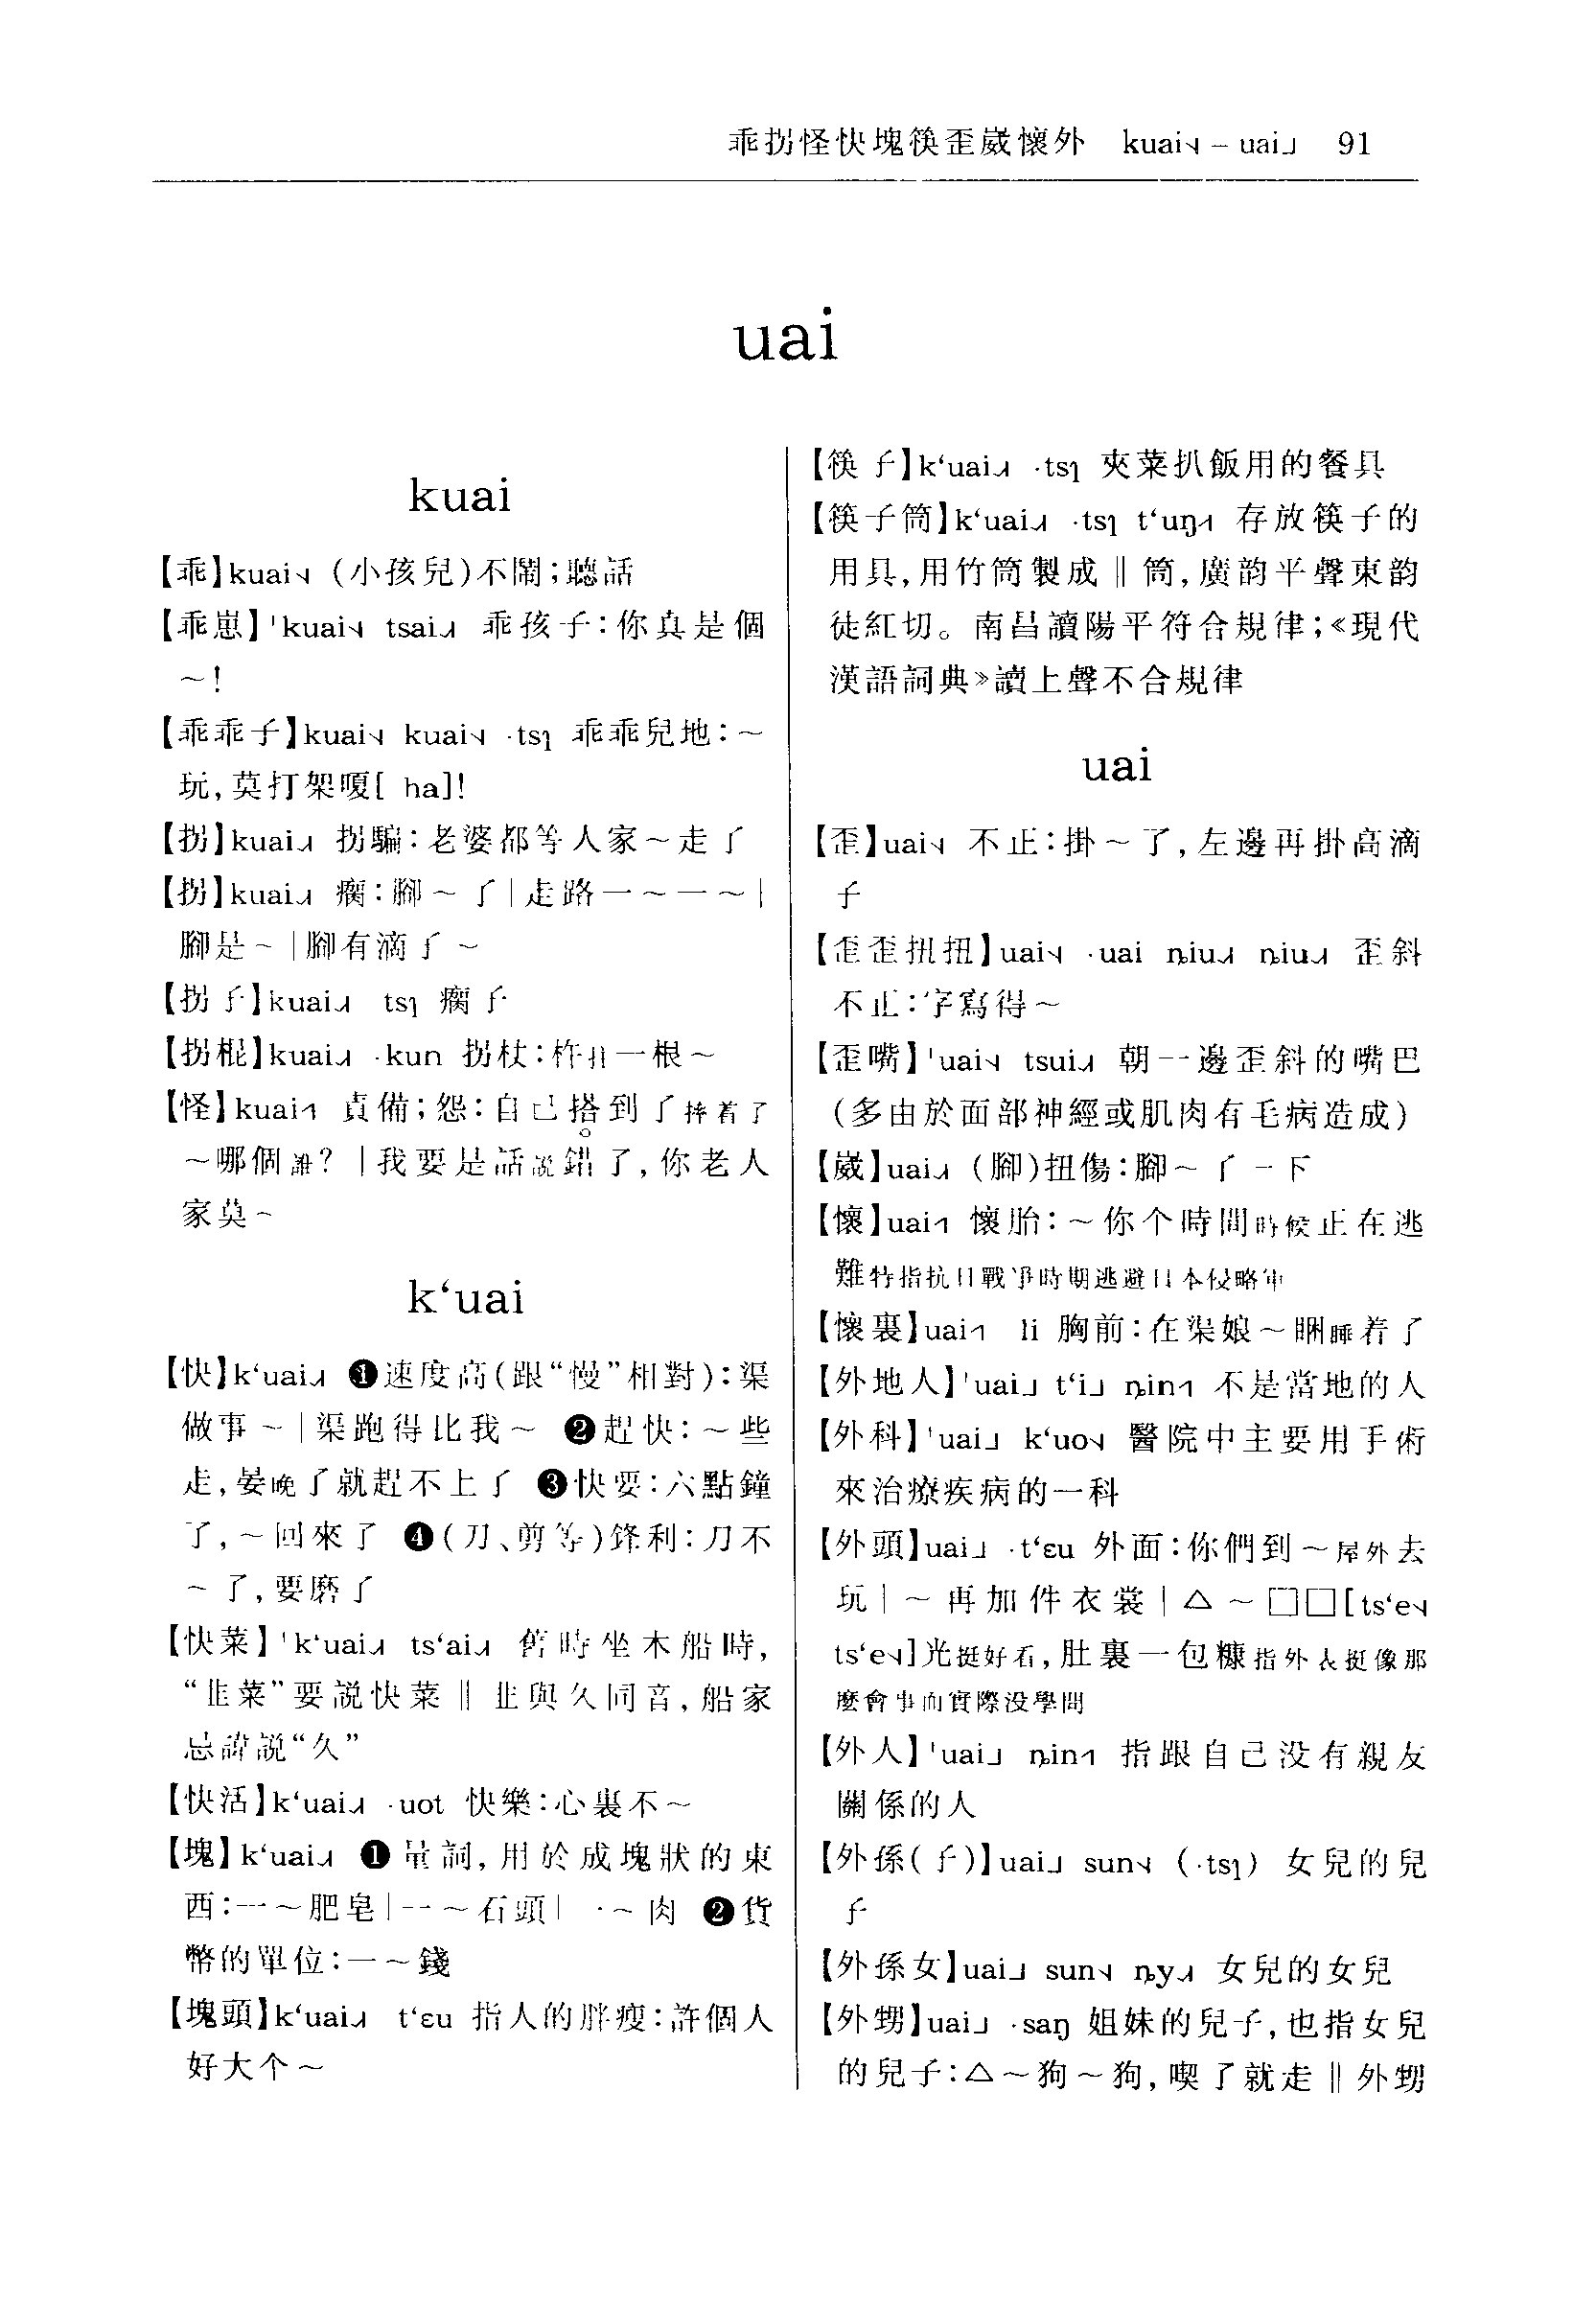 乖拐怪快塊筷歪崴懷外 kuai˧˨ – uai˩ 91
uai
kuai
【乖】kuai˧˨ (小孩兒)不鬧;聽話
【乖崽】ˈkuai˧˨ tsai˨˩˧ 乖孩子:你真是個
～!
【乖乖子】kuai˧˨ kuai˧˨ ·tsɿ 乖乖兒地:～
玩,莫打架嗄[ ha]!
【拐】kuai˨˩˧ 拐騙:老婆都等人家～走了
【拐】kuai˨˩˧ 瘸:腳～了|走路一～一～|
腳是～|腳有滴子～
【拐子】kuai˨˩˧ tsɿ 瘸子
【拐棍】kuai˨˩˧ ·kun 拐杖:柞拄一根～
【怪】kuai˧˥ 責備;怨:自己搭到了摔着了
～哪個誰? |我要是話説錯了,你老人
家莫～
k‘uai
【快】k‘uai˨˩˧ ❶速度高(跟“慢”相對):渠
做事～|渠跑得比我～ ❷趕快:～些
走,晏晚了就趕不上了 ❸快要:六點鐘
了,～回來了 ❹(刀、剪等)鋒利:刀不
～了,要磨了
【快菜】ˈk‘uai˨˩˧ ts‘ai˨˩˧ 舊時坐木船時,
“韭菜”要説快菜 ‖ 韭與久同音,船家
忌諱説“久”
【快活】k‘uai˨˩˧ ·uot 快樂:心裏不～
【塊】k‘uai˨˩˧ ❶量詞,用於成塊狀的東
西:一～肥皂|一～石頭|一～肉 ❷貨
幣的單位:一～錢
【塊頭】k‘uai˨˩˧ t‘ɛu 指人的胖瘦:許個人
好大个～
【筷子】k‘uai˨˩˧ ·tsɿ 夾菜扒飯用的餐具
【筷子筒】k‘uai˨˩˧ ·tsɿ t‘uŋ˧˥ 存放筷子的
用具,用竹筒製成 ‖ 筒,廣韵平聲東韵
徒紅切。南昌讀陽平符合規律;《現代
漢語詞典》讀上聲不合規律
uai
【歪】uai˧˨ 不正:掛～了,左邊再掛高滴
子
【歪歪扭扭】uai˧˨ ·uai ȵiu˨˩˧ ȵiu˨˩˧ 歪斜
不正:字寫得～
【歪嘴】ˈuai˧˨ tsui˨˩˧ 朝一邊歪斜的嘴巴
(多由於面部神經或肌肉有毛病造成)
【崴】uai˨˩˧ (腳)扭傷:腳～了一下
【懷】uai˧˥ 懷胎:～你个時間時候正在逃
難特指抗日戰爭時期逃避日本侵略軍
【懷裏】uai˧˥ li 胸前:在渠娘～睏睡着了
【外地人】ˈuai˩ t‘i˩ ȵin˧˥ 不是當地的人
【外科】ˈuai˩ k‘uo˧˨ 醫院中主要用手術
來治療疾病的一科
【外頭】uai˩ ·t‘ɛu 外面:你們到～屋外去
玩|～再加件衣裳|△～□□[ts‘e˧˨
ts‘e˧˨]光挺好看,肚裏一包糠指外表挺像那
麼會事而實際没學問
【外人】ˈuai˩ ȵin˧˥ 指跟自己没有親友
關係的人
【外孫(子)】uai˩ sun˧˨ (·tsɿ) 女兒的兒
子
【外孫女】uai˩ sun˧˨ ȵy˨˩˧ 女兒的女兒
【外甥】uai˩ ·saŋ 姐妹的兒子,也指女兒
的兒子:△～狗～狗,喫了就走 ‖ 外甥